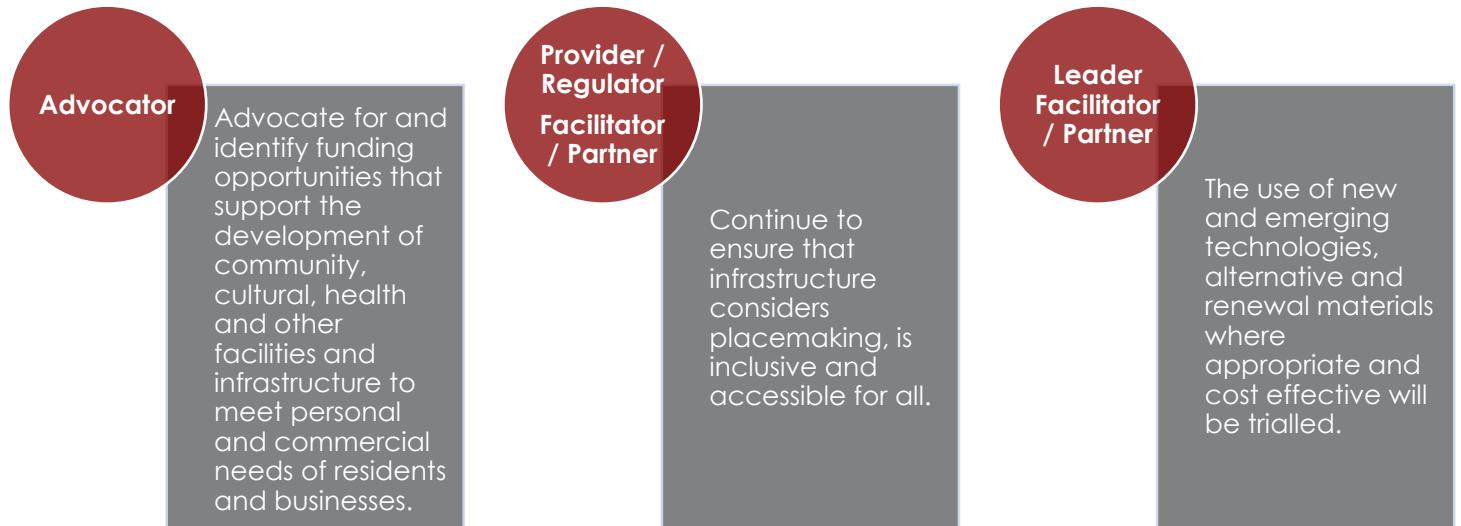 Advocator
Advocate for and
identify funding
opportunities that
support the
development of
community,
cultural, health
and other
facilities and
infrastructure to
meet personal
and commercial
needs of residents
and businesses.
Provider /
Regulator
Facilitator
/ Partner
Continue to
ensure that
infrastructure
considers
placemaking, is
inclusive and
accessible for all.
Leader
Facilitator
/ Partner
The use of new
and emerging
technologies,
alternative and
renewal materials
where
appropriate and
cost effective will
be trialled.